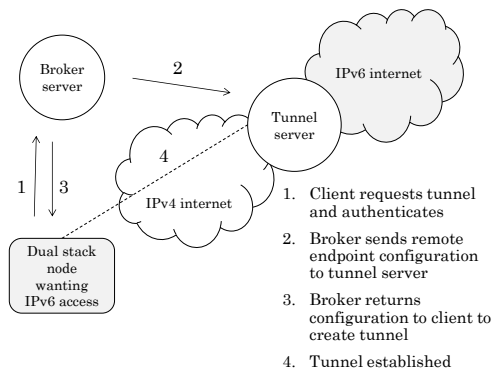 Broker
server
2
IPv6 internet
Tunnel
server
4
1
3
IPv4 internet
Dual stack
node
wanting
IPv6 access
1. Client requests tunnel
and authenticates
2. Broker sends remote
endpoint configuration
to tunnel server
3. Broker returns
configuration to client to
create tunnel
4. Tunnel established